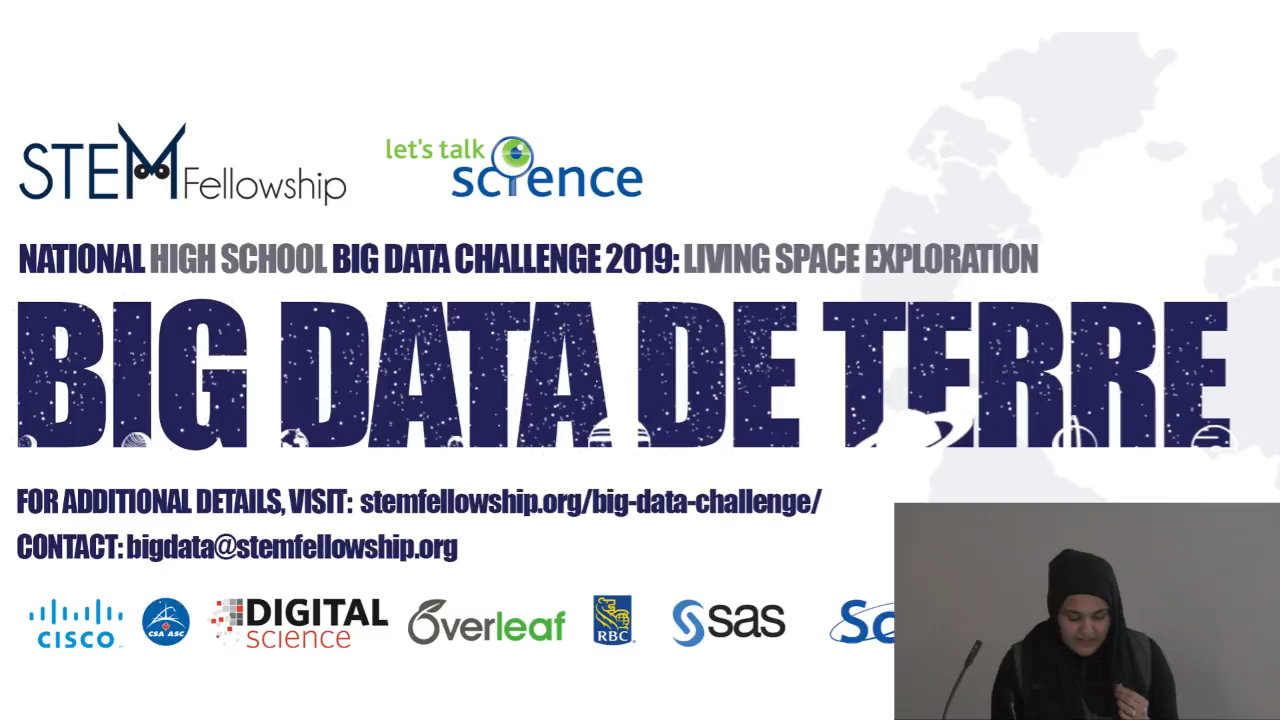 STEM Fellowship
let's talk science
NATIONAL HIGH SCHOOL BIG DATA CHALLENGE 2019: LIVING SPACE EXPLORATION
BIG DATA DE TERRE
FOR ADDITIONAL DETAILS, VISIT: stemfellowship.org/big-data-challenge/
CONTACT: bigdata@stemfellowship.org
CISCO CSA ASC DIGITAL science Overleaf RBC sas Sc